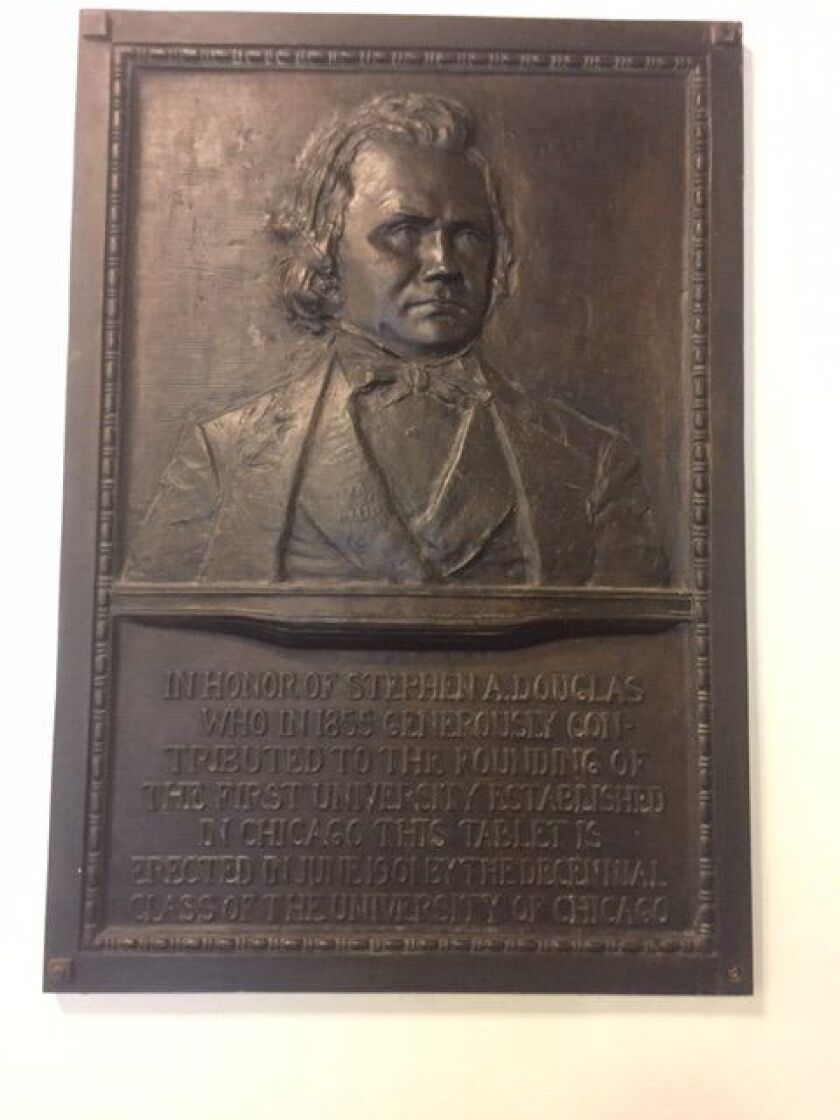 IN HONOR OF STEPHEN A. DOUGLAS
WHO IN 1855 GENEROUSLY CON-
TRIBUTED TO THE FOUNDING OF
THE FIRST UNIVERSITY ESTABLISHED
IN CHICAGO THIS TABLET IS
ERECTED IN JUNE 1901 BY THE DECENNIAL
CLASS OF THE UNIVERSITY OF CHICAGO